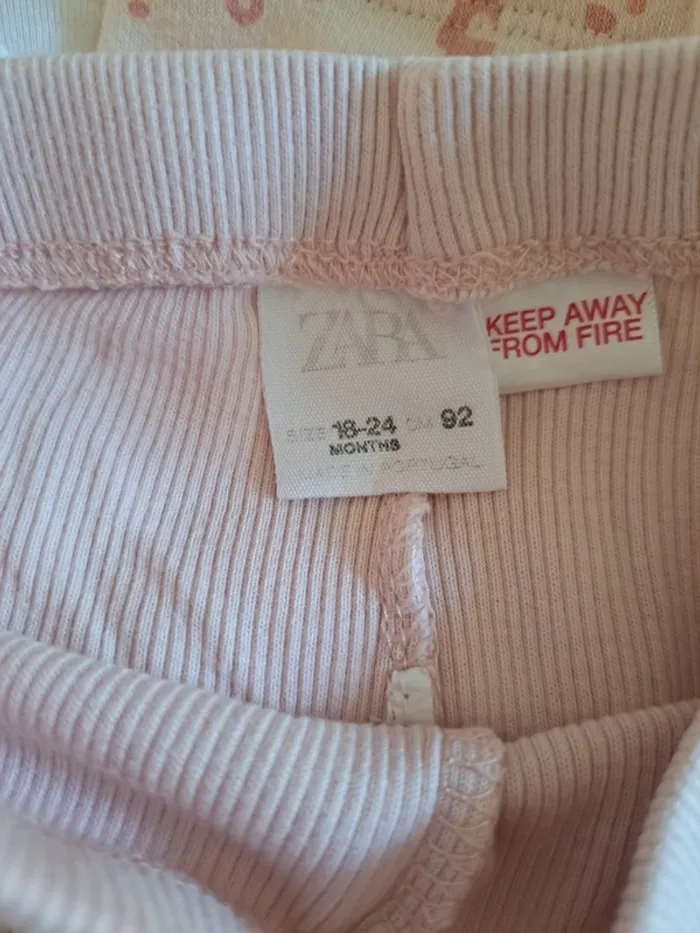 ZARA
KEEP AWAY
FROM FIRE
SIZE 18-24 CM 92
MONTHS
MADE IN PORTUGAL